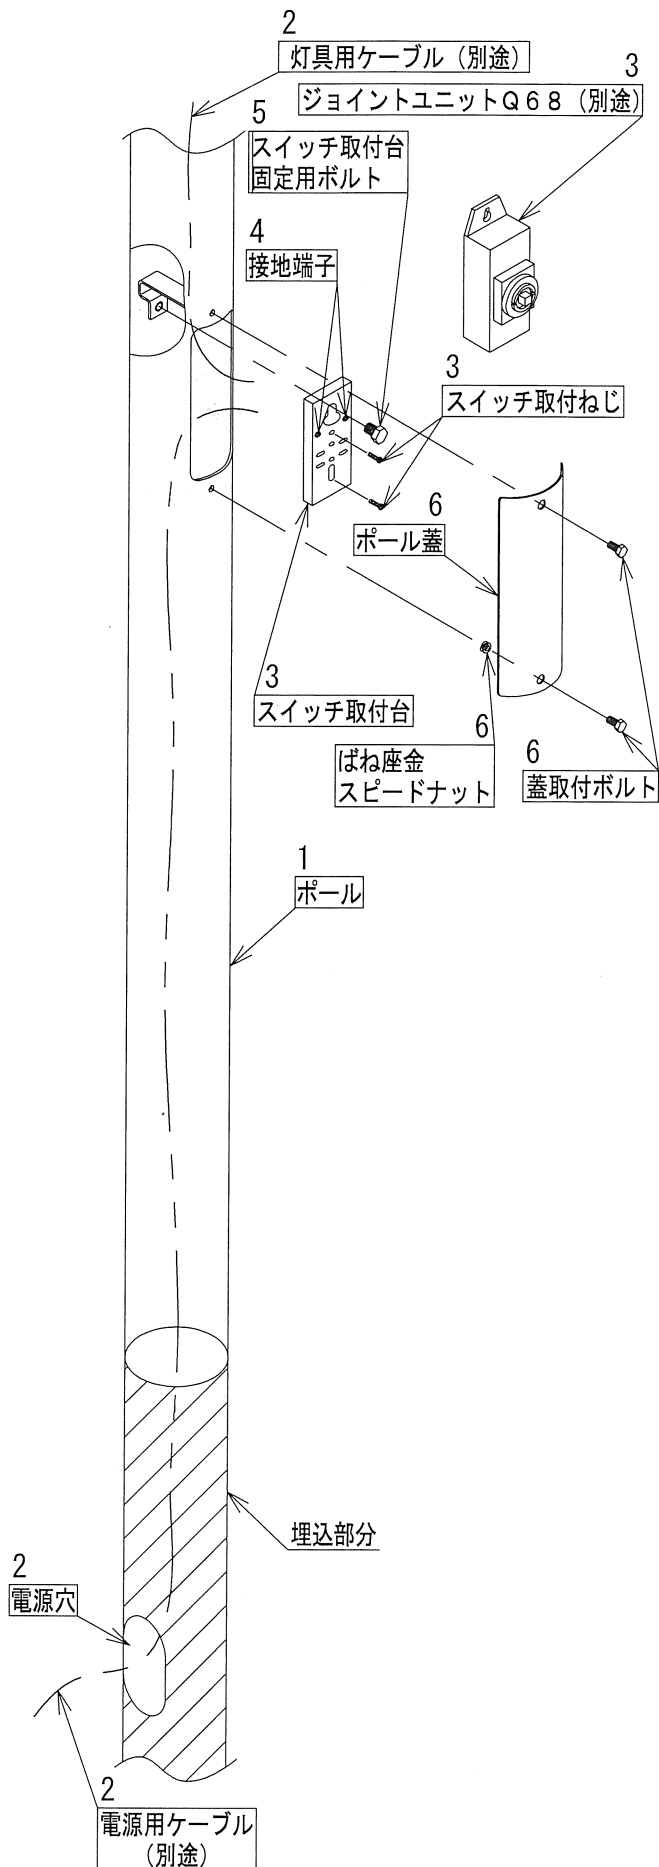 2
灯具用ケーブル（別途）
3
ジョイントユニットＱ６８（別途）
5
スイッチ取付台
固定用ボルト
4
接地端子
3
スイッチ取付ねじ
6
ポール蓋
3
スイッチ取付台
6
ばね座金
スピードナット
6
蓋取付ボルト
1
ポール
埋込部分
2
電源穴
2
電源用ケーブル
（別途）